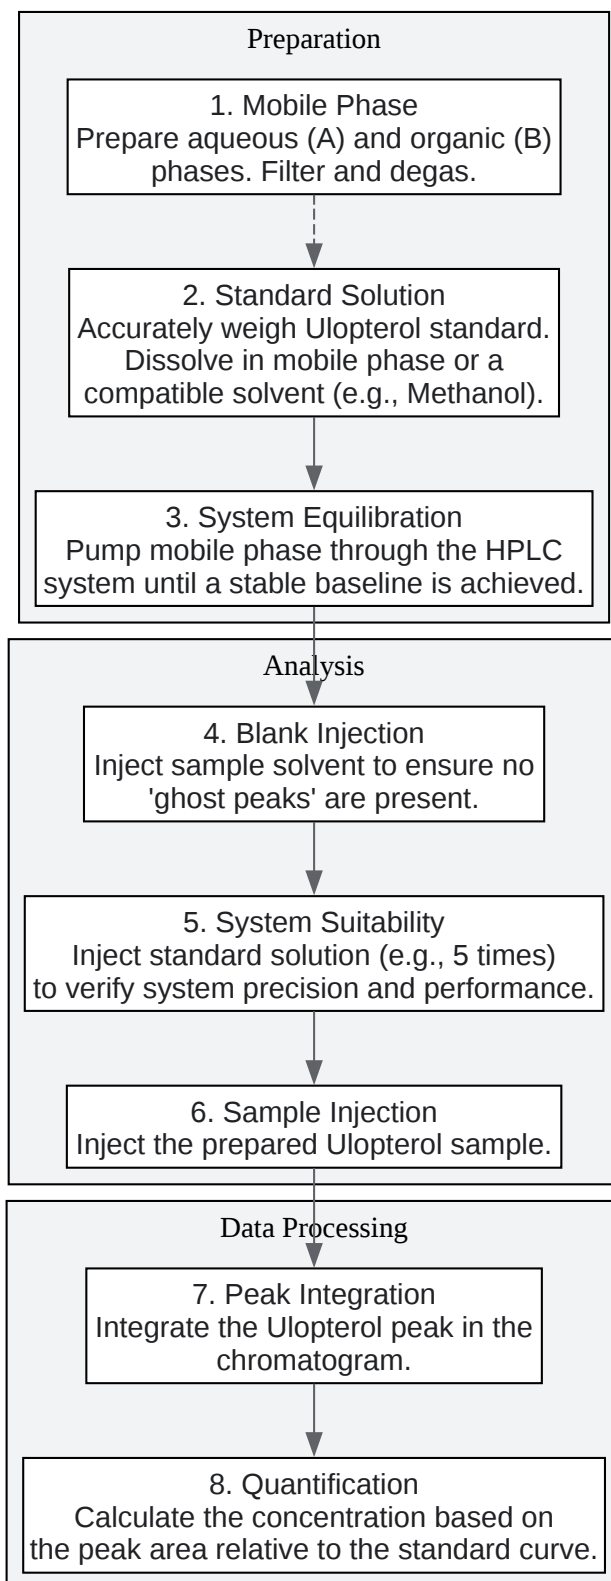 Preparation
1. Mobile Phase
Prepare aqueous (A) and organic (B)
phases. Filter and degas.
2. Standard Solution
Accurately weigh Ulopterol standard.
Dissolve in mobile phase or a
compatible solvent (e.g., Methanol).
3. System Equilibration
Pump mobile phase through the HPLC
system until a stable baseline is achieved.
Analysis
4. Blank Injection
Inject sample solvent to ensure no
'ghost peaks' are present.
5. System Suitability
Inject standard solution (e.g., 5 times)
to verify system precision and performance.
6. Sample Injection
Inject the prepared Ulopterol sample.
Data Processing
7. Peak Integration
Integrate the Ulopterol peak in the
chromatogram.
8. Quantification
Calculate the concentration based on
the peak area relative to the standard curve.